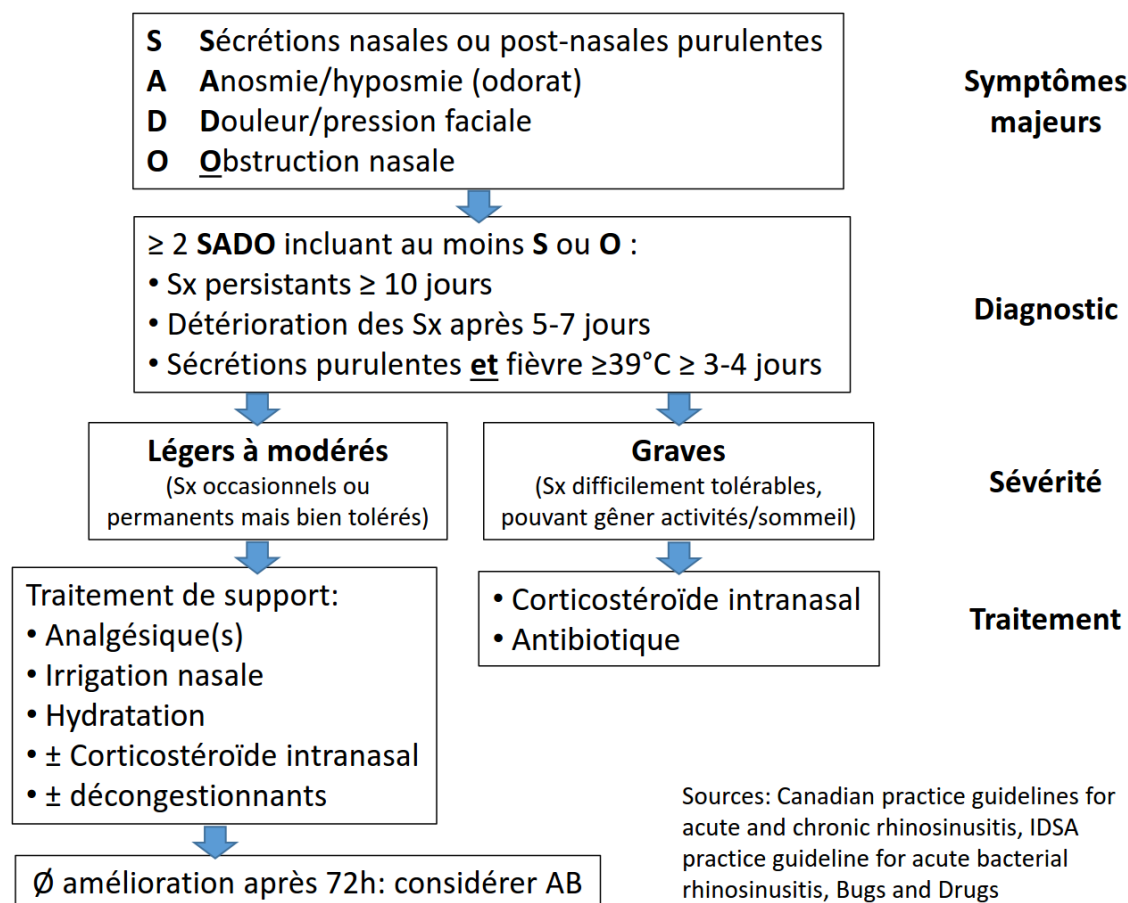 S Sécrétions nasales ou post-nasales purulentes
A Anosmie/hyposmie (odorat)
D Douleur/pression faciale
O Obstruction nasale
Symptômes
majeurs
≥ 2 SADO incluant au moins S ou O :
• Sx persistants ≥ 10 jours
• Détérioration des Sx après 5-7 jours
• Sécrétions purulentes et fièvre ≥39°C ≥ 3-4 jours
Diagnostic
Légers à modérés
(Sx occasionnels ou
permanents mais bien tolérés)
Graves
(Sx difficilement tolérables,
pouvant gêner activités/sommeil)
Sévérité
Traitement de support:
• Analgésique(s)
• Irrigation nasale
• Hydratation
• ± Corticostéroïde intranasal
• ± décongestionnants
• Corticostéroïde intranasal
• Antibiotique
Traitement
Ø amélioration après 72h: considérer AB
Sources: Canadian practice guidelines for
acute and chronic rhinosinusitis, IDSA
practice guideline for acute bacterial
rhinosinusitis, Bugs and Drugs